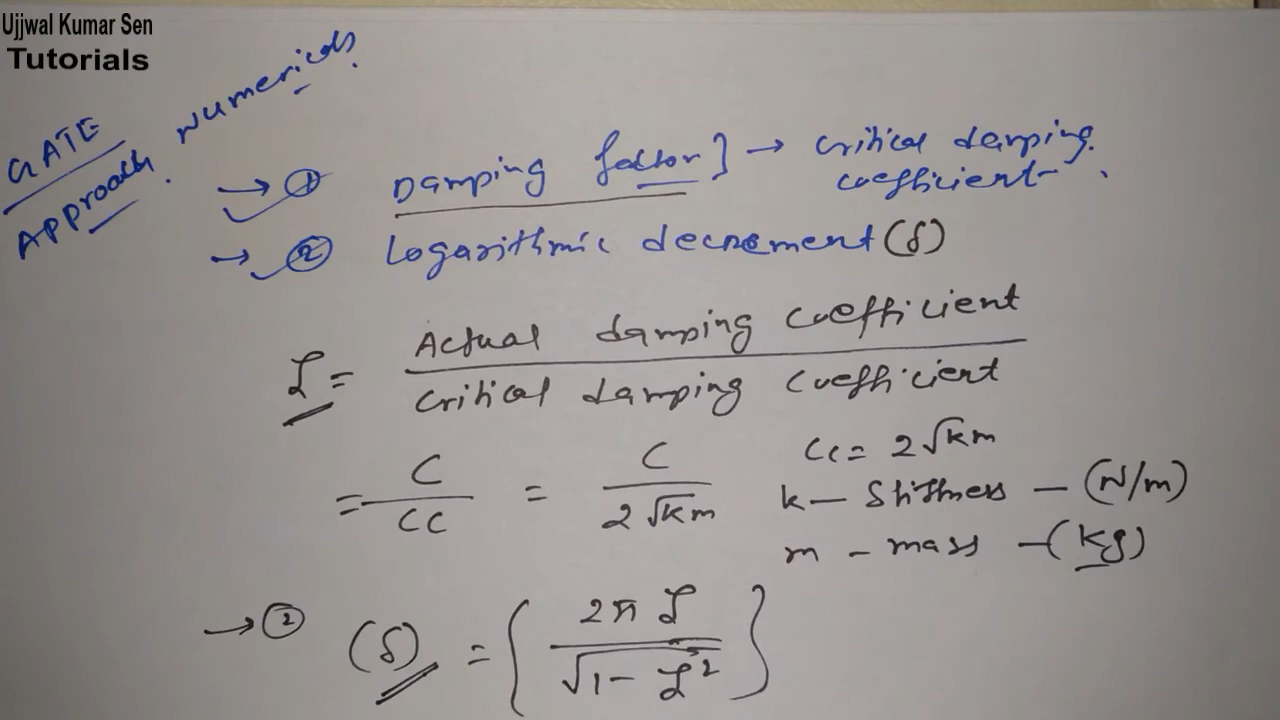 Ujjwal Kumar Sen
Tutorials
GATE
APProach Numericals
→ ① Damping factor] → critical damping
coefficient
→ ② Logarithmic decrement (δ)
ζ = Actual damping coefficient
critical damping coefficient
= C/CC = C/2√km
CC = 2√km
k – Stiffness – (N/m)
m – mass – (kg)
→ ② (δ) = { 2π ζ / √1 - ζ² }